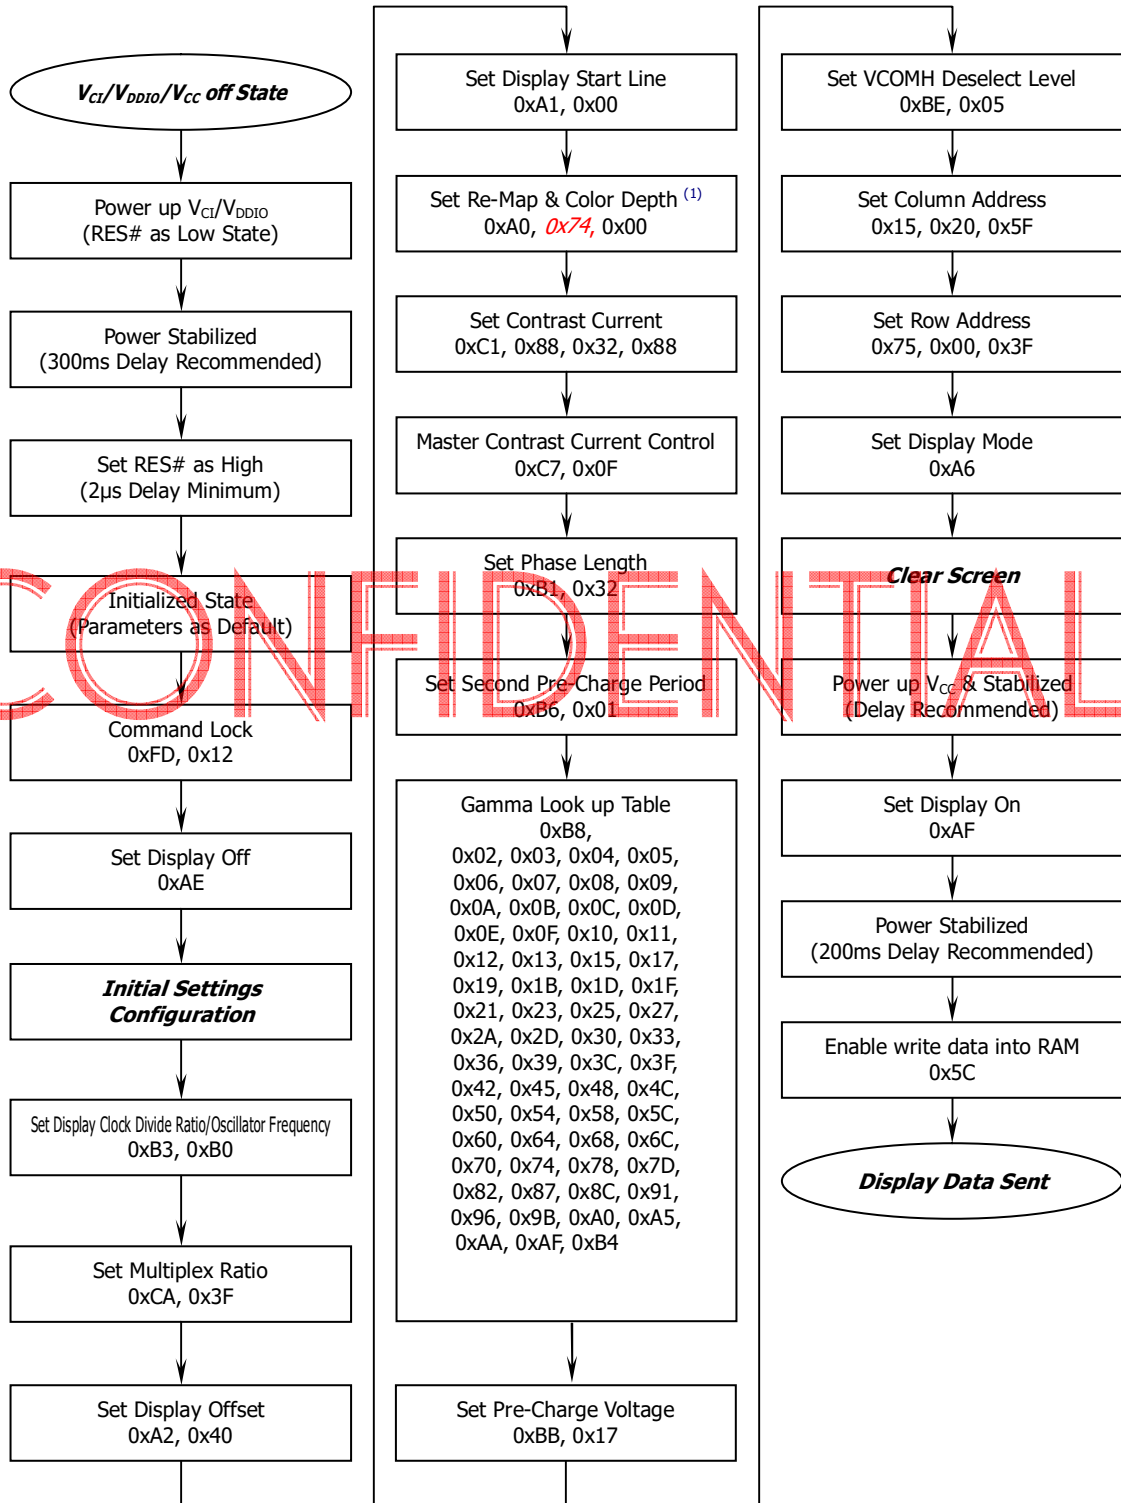 V_CI/V_DDIO/V_CC off State
Power up V_CI/V_DDIO
(RES# as Low State)
Power Stabilized
(300ms Delay Recommended)
Set RES# as High
(2μs Delay Minimum)
Initialized State
(Parameters as Default)
Command Lock
0xFD, 0x12
Set Display Off
0xAE
Initial Settings
Configuration
Set Display Clock Divide Ratio/Oscillator Frequency
0xB3, 0xB0
Set Multiplex Ratio
0xCA, 0x3F
Set Display Offset
0xA2, 0x40
Set Display Start Line
0xA1, 0x00
Set Re-Map & Color Depth (1)
0xA0, 0x74, 0x00
Set Contrast Current
0xC1, 0x88, 0x32, 0x88
Master Contrast Current Control
0xC7, 0x0F
Set Phase Length
0xB1, 0x32
Set Second Pre-Charge Period
0xB6, 0x01
Gamma Look up Table
0xB8,
0x02, 0x03, 0x04, 0x05,
0x06, 0x07, 0x08, 0x09,
0x0A, 0x0B, 0x0C, 0x0D,
0x0E, 0x0F, 0x10, 0x11,
0x12, 0x13, 0x15, 0x17,
0x19, 0x1B, 0x1D, 0x1F,
0x21, 0x23, 0x25, 0x27,
0x2A, 0x2D, 0x30, 0x33,
0x36, 0x39, 0x3C, 0x3F,
0x42, 0x45, 0x48, 0x4C,
0x50, 0x54, 0x58, 0x5C,
0x60, 0x64, 0x68, 0x6C,
0x70, 0x74, 0x78, 0x7D,
0x82, 0x87, 0x8C, 0x91,
0x96, 0x9B, 0xA0, 0xA5,
0xAA, 0xAF, 0xB4
Set Pre-Charge Voltage
0xBB, 0x17
Set VCOMH Deselect Level
0xBE, 0x05
Set Column Address
0x15, 0x20, 0x5F
Set Row Address
0x75, 0x00, 0x3F
Set Display Mode
0xA6
Clear Screen
Power up V_CC & Stabilized
(Delay Recommended)
Set Display On
0xAF
Power Stabilized
(200ms Delay Recommended)
Enable write data into RAM
0x5C
Display Data Sent
CONFIDENTIAL